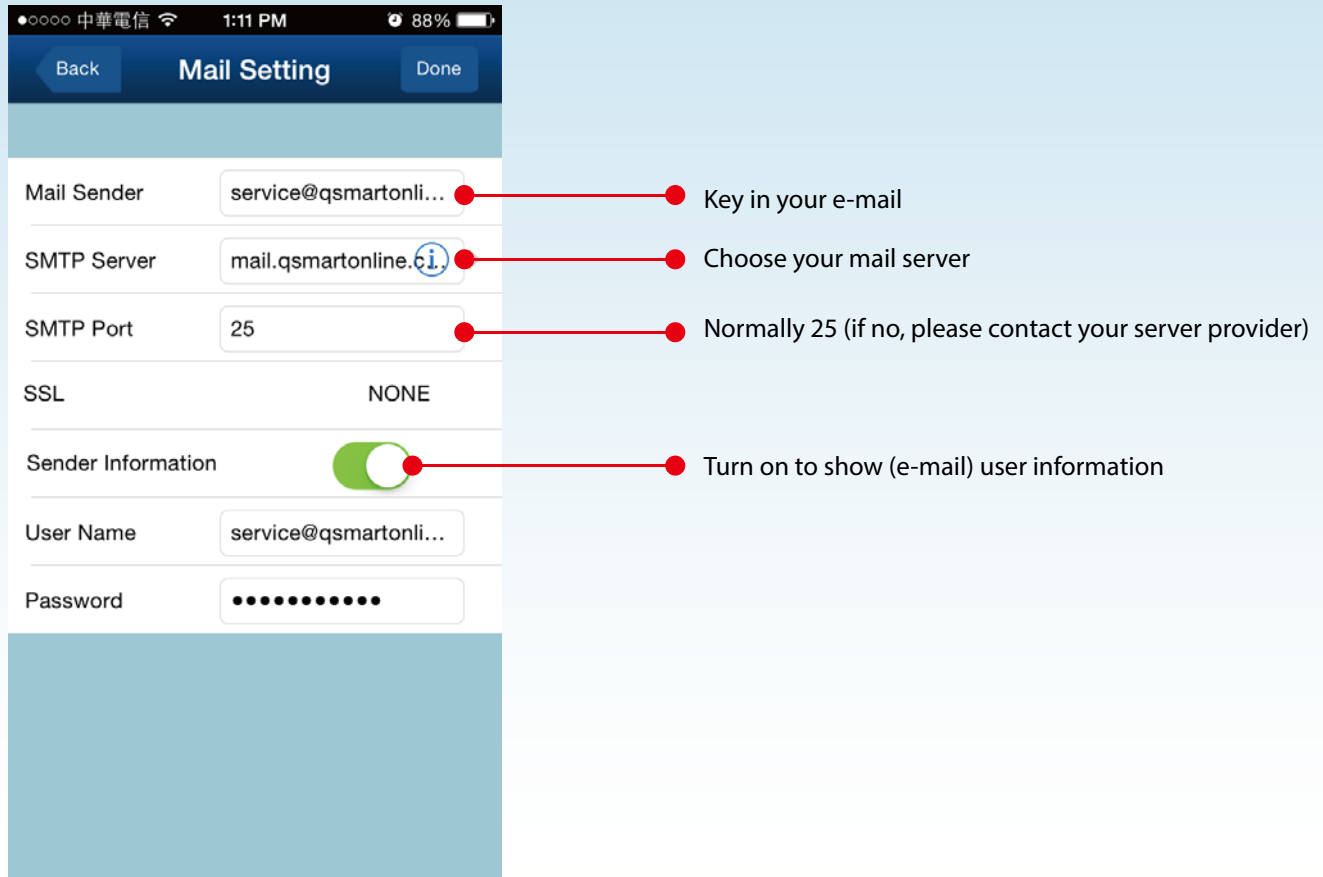 中華電信 1:11 PM 88%
Back Mail Setting Done
Mail Sender service@qsmartonli... Key in your e-mail
SMTP Server mail.qsmartonline.c... Choose your mail server
SMTP Port 25 Normally 25 (if no, please contact your server provider)
SSL NONE
Sender Information Turn on to show (e-mail) user information
User Name service@qsmartonli...
Password •••••••••••